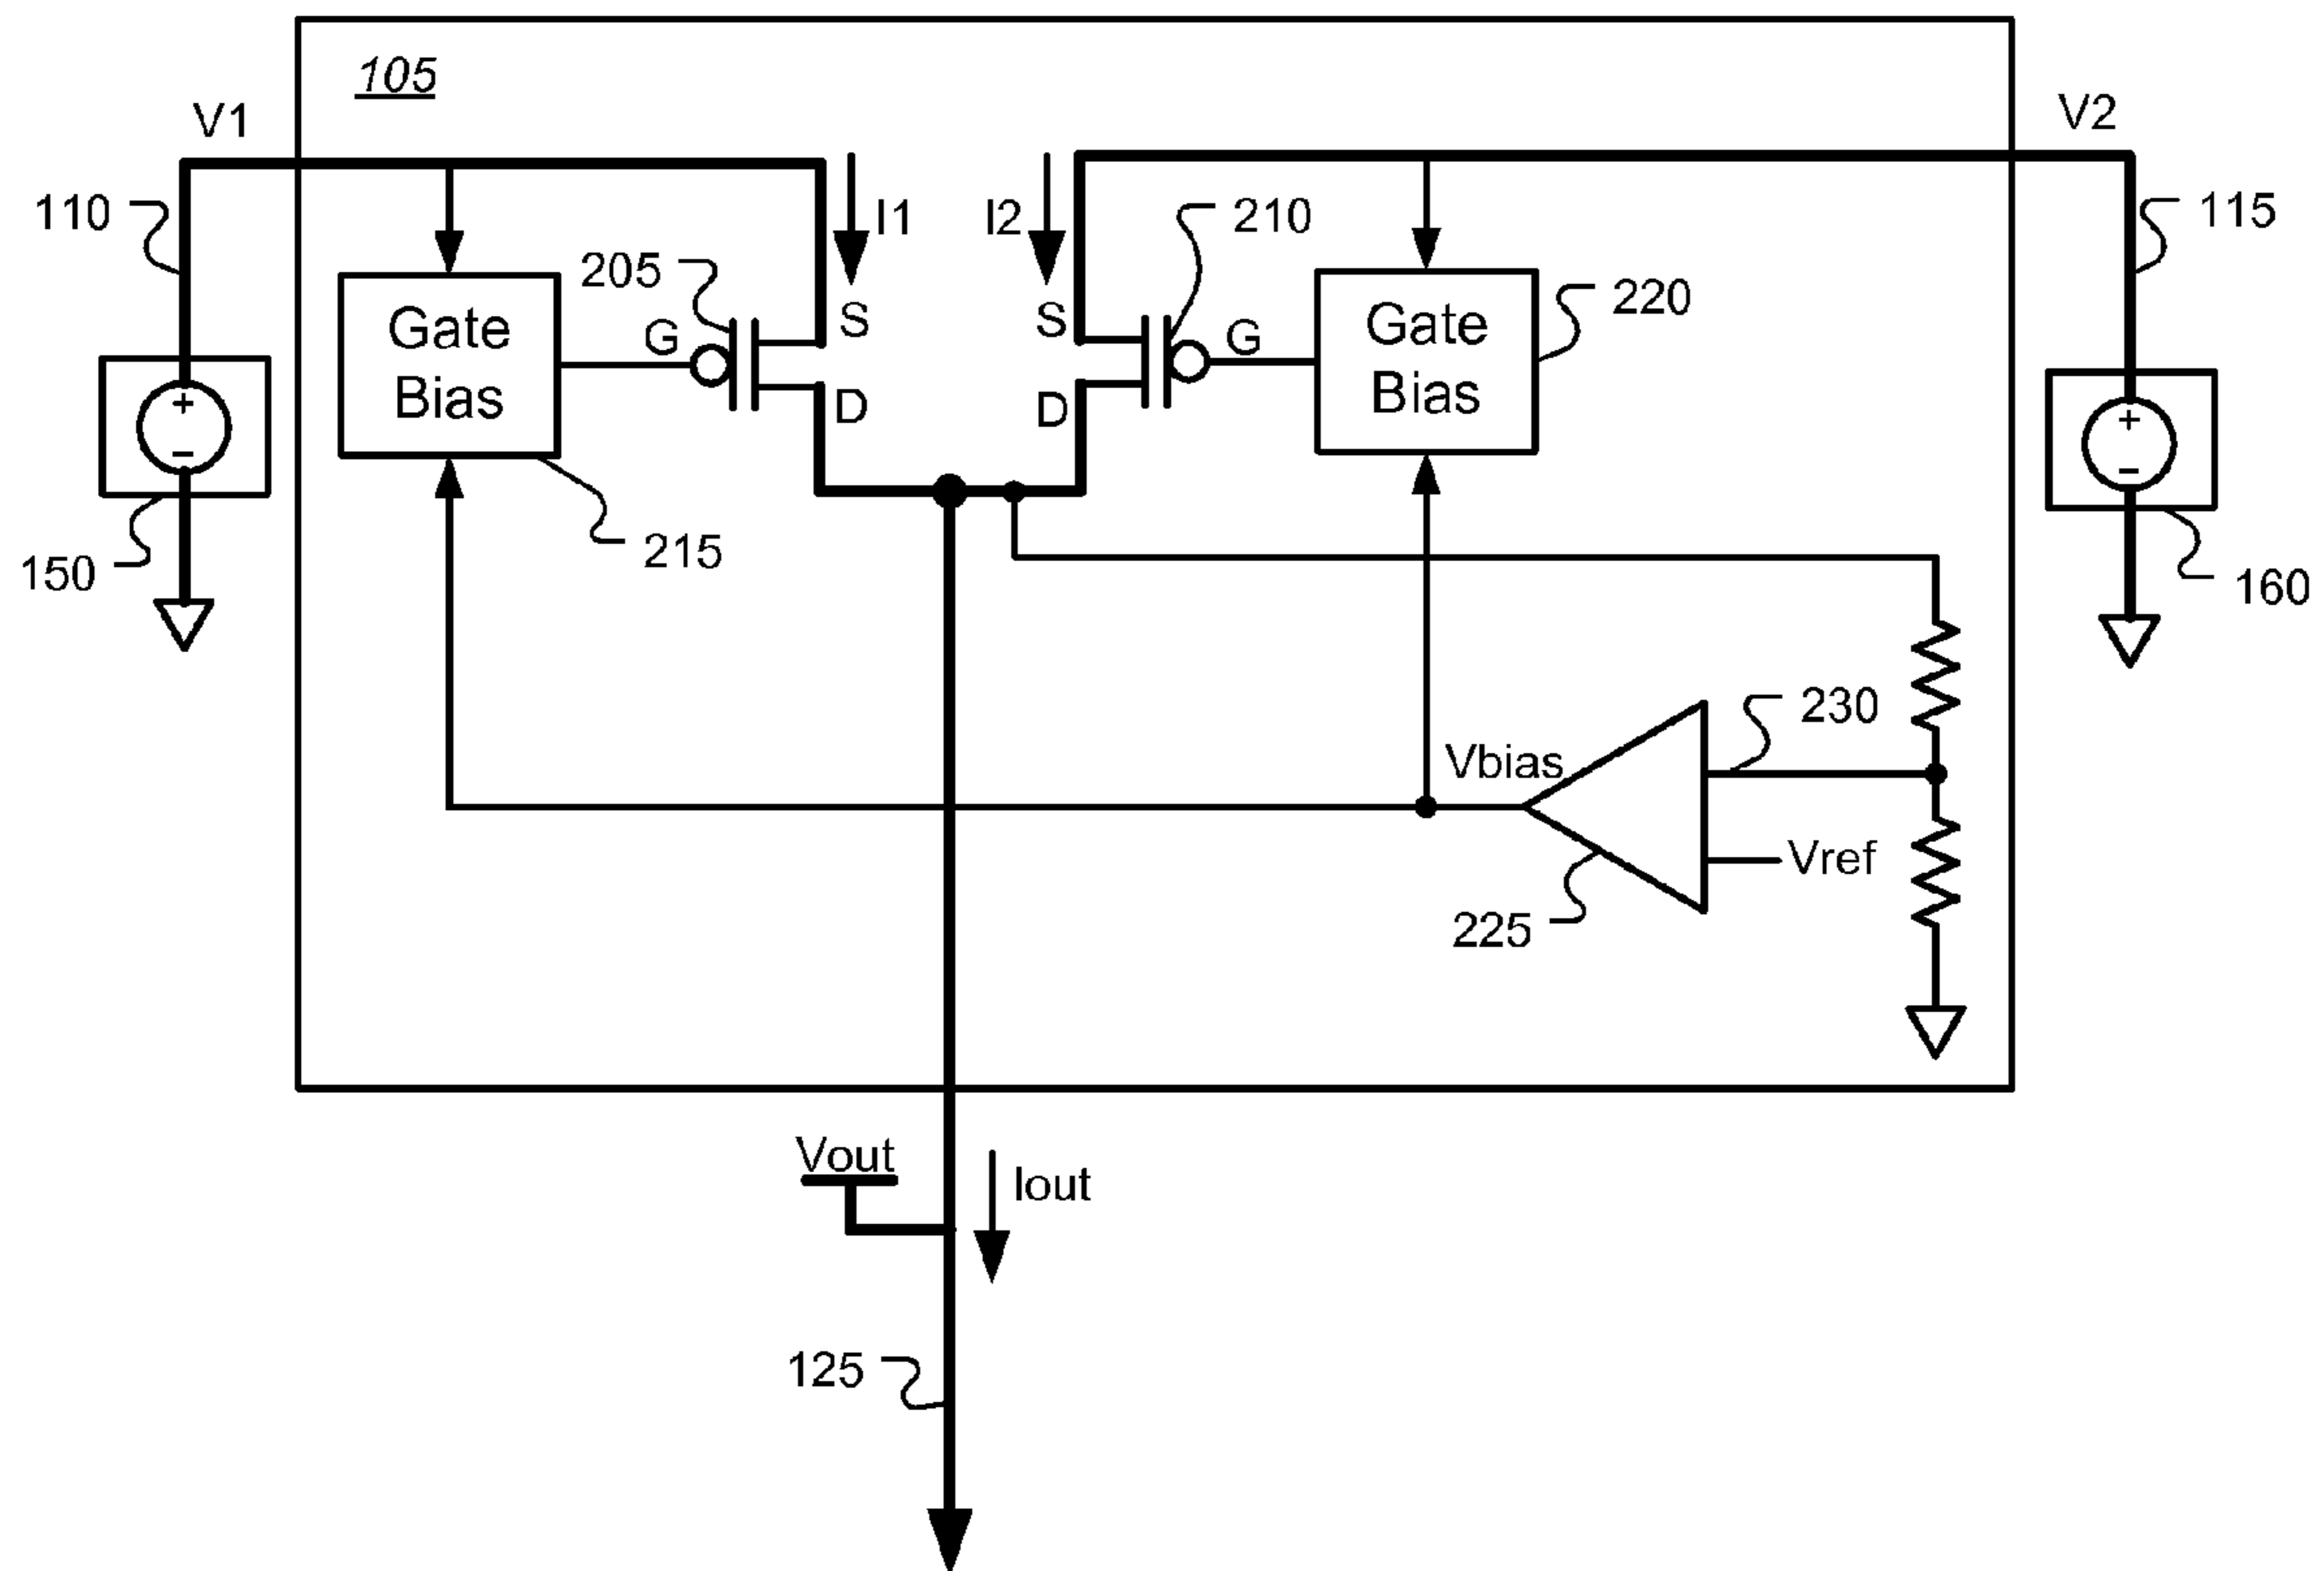 105
V1
V2
110
I1
I2
210
115
205
S
S
220
Gate
Bias
G
G
Gate
Bias
D
D
+
-
+
-
150
215
160
230
Vbias
Vref
225
Vout
Iout
125